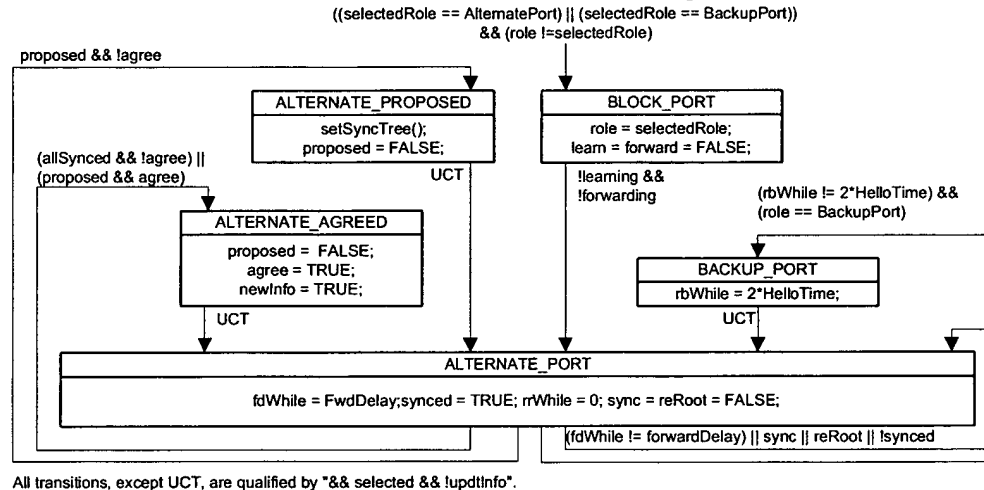 ((selectedRole == AlternatePort) || (selectedRole == BackupPort))
&& (role !=selectedRole)
proposed && !agree
ALTERNATE_PROPOSED
setSyncTree();
proposed = FALSE;
UCT
BLOCK_PORT
role = selectedRole;
learn = forward = FALSE;
!learning &&
!forwarding
(allSynced && !agree) ||
(proposed && agree)
ALTERNATE_AGREED
proposed = FALSE;
agree = TRUE;
newInfo = TRUE;
UCT
(rbWhile != 2*HelloTime) &&
(role == BackupPort)
BACKUP_PORT
rbWhile = 2*HelloTime;
UCT
ALTERNATE_PORT
fdWhile = FwdDelay;synced = TRUE; rrWhile = 0; sync = reRoot = FALSE;
(fdWhile != forwardDelay) || sync || reRoot || !synced
All transitions, except UCT, are qualified by "&& selected && !updtInfo".